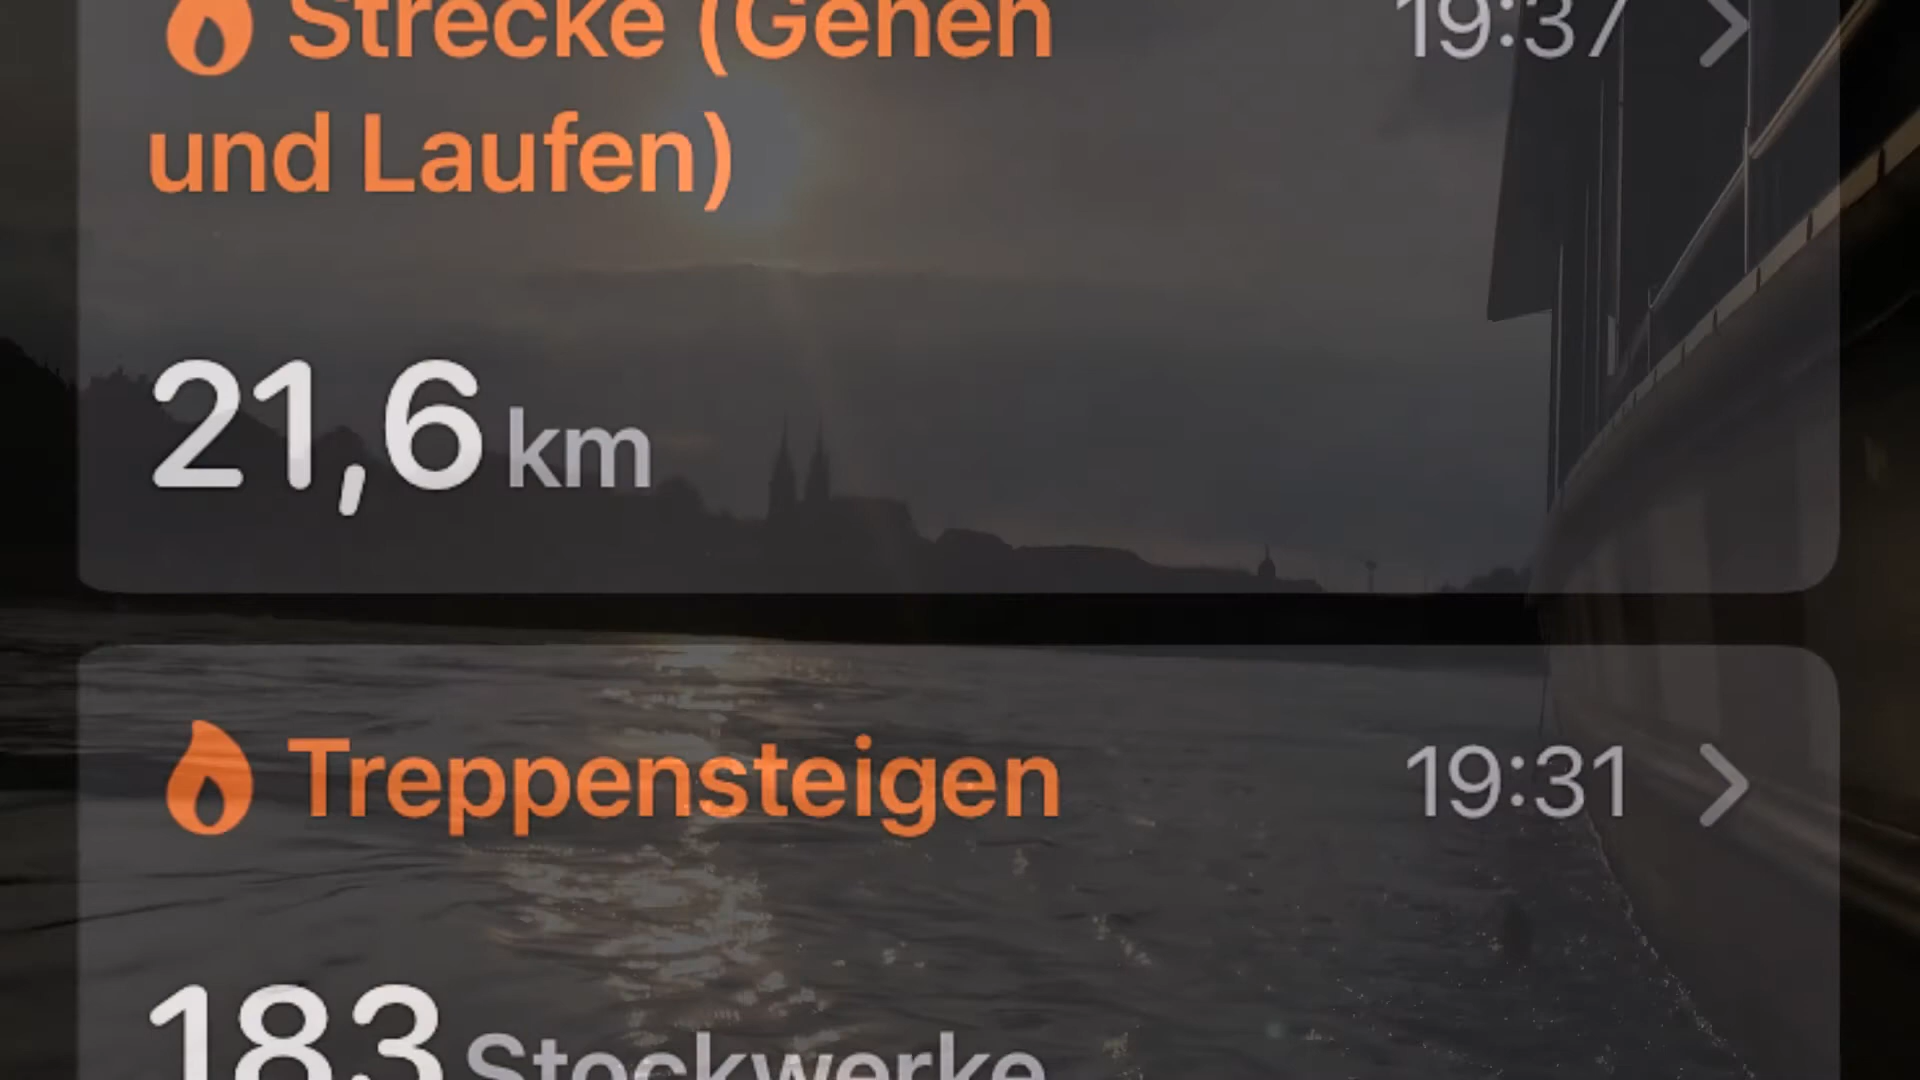 Strecke (Gehen 19:37
und Laufen)
21,6 km
Treppensteigen 19:31
183 Stockwerke